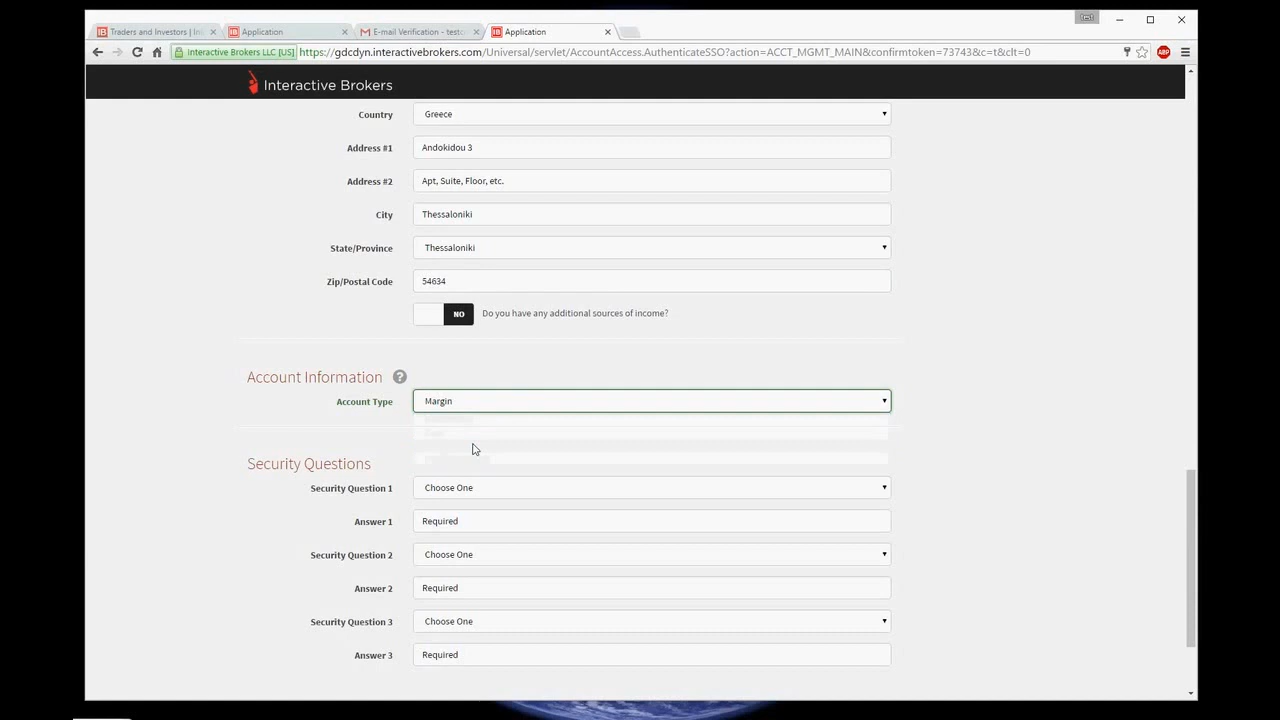 test
Traders and Investors | In
Application
E-mail Verification - testc
Application
Interactive Brokers LLC [US]
https://gdcdyn.interactivebrokers.com/Universal/servlet/AccountAccess.AuthenticateSSO?action=ACCT_MGMT_MAIN&confirmtoken=73743&c=t&clt=0
ABP
Interactive Brokers
Country
Greece
Address #1
Andokidou 3
Address #2
Apt, Suite, Floor, etc.
City
Thessaloniki
State/Province
Thessaloniki
Zip/Postal Code
54634
NO
Do you have any additional sources of income?
Account Information ?
Account Type
Margin
Security Questions
Security Question 1
Choose One
Answer 1
Required
Security Question 2
Choose One
Answer 2
Required
Security Question 3
Choose One
Answer 3
Required